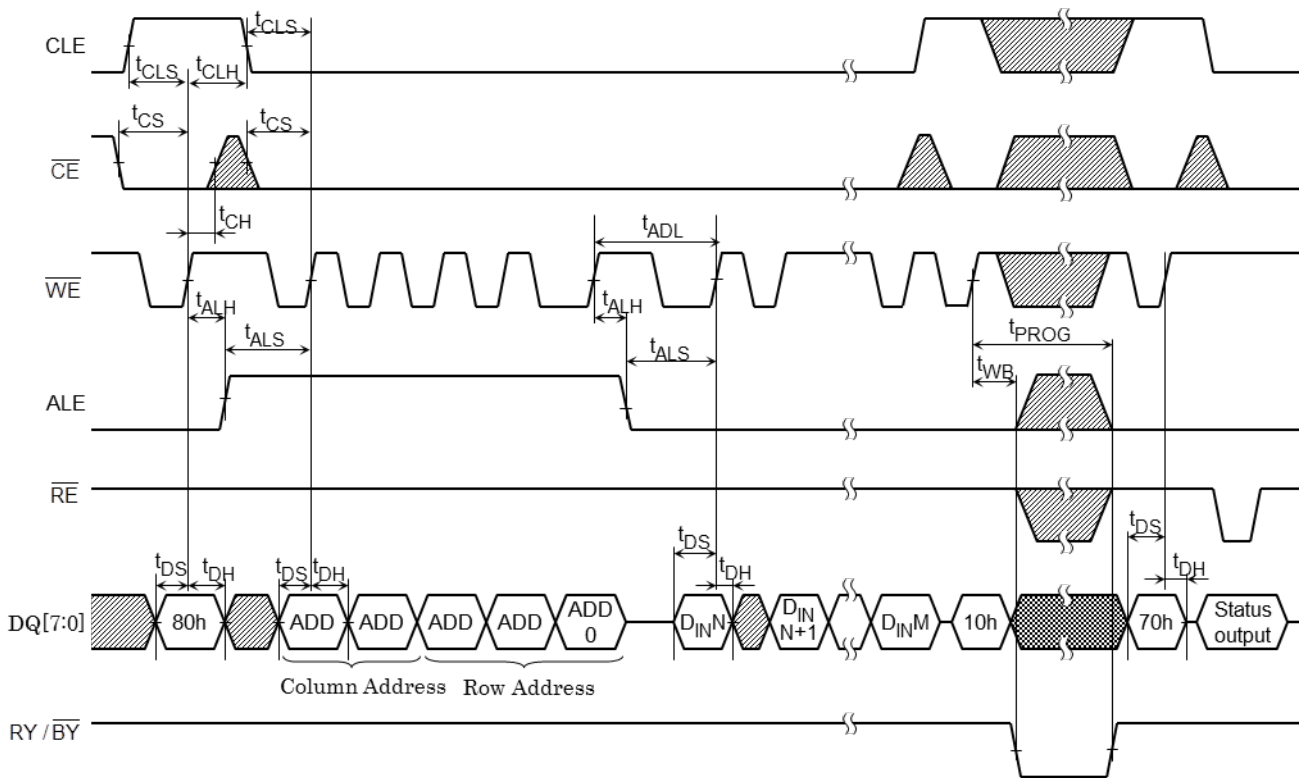 CLE
tCLS
tCLS
tCLH
CE
tCS
tCS
tCH
WE
tADL
tALH
tALH
tALS
tALS
tPROG
tWB
ALE
RE
DQ[7:0]
tDS
tDH
tDS
tDH
tDS
tDH
tDS
tDH
80h
ADD
ADD
ADD
ADD
ADD
0
DINN
DIN
N+1
DINM
10h
70h
Status
output
Column Address
Row Address
RY / BY